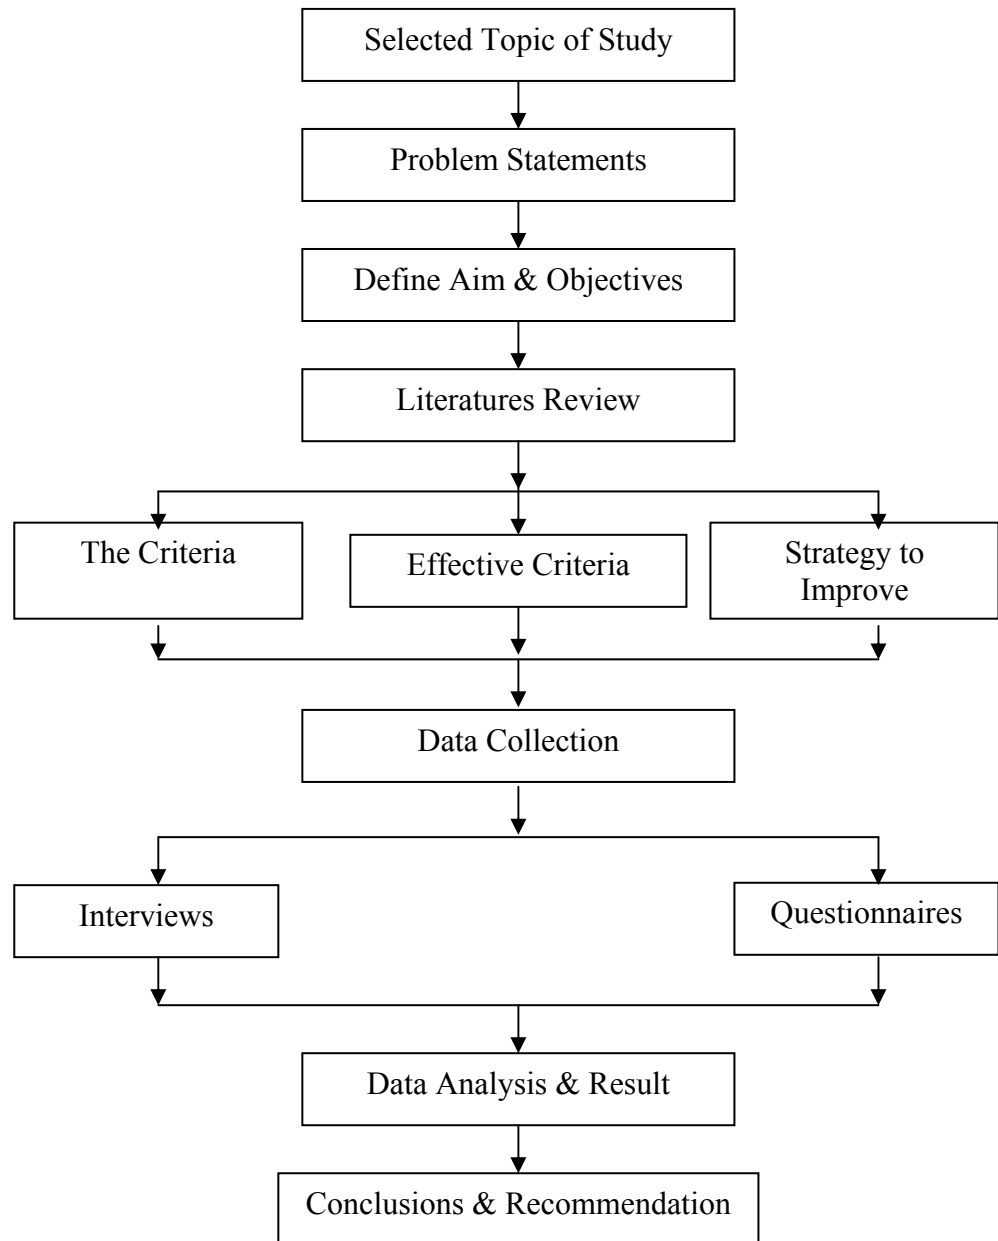 Selected Topic of Study
Problem Statements
Define Aim & Objectives
Literatures Review
The Criteria
Effective Criteria
Strategy to
Improve
Data Collection
Interviews
Questionnaires
Data Analysis & Result
Conclusions & Recommendation